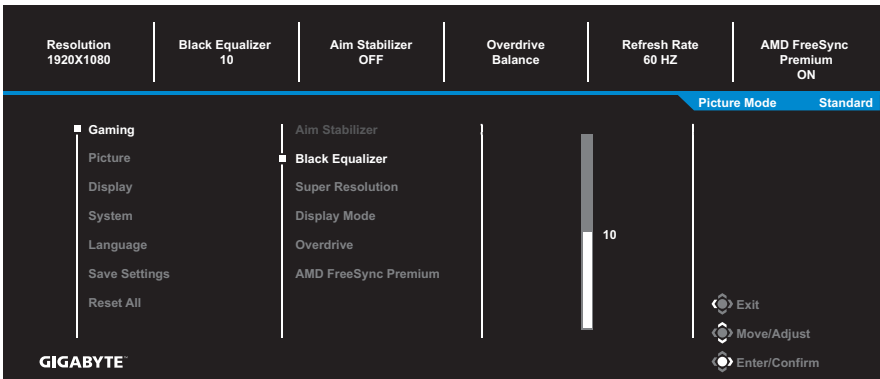 Resolution
1920X1080
Black Equalizer
10
Aim Stabilizer
OFF
Overdrive
Balance
Refresh Rate
60 HZ
AMD FreeSync
Premium
ON
Picture Mode Standard
Gaming
Picture
Display
System
Language
Save Settings
Reset All
Aim Stabilizer
Black Equalizer
Super Resolution
Display Mode
Overdrive
AMD FreeSync Premium
10
Exit
Move/Adjust
Enter/Confirm
GIGABYTE™